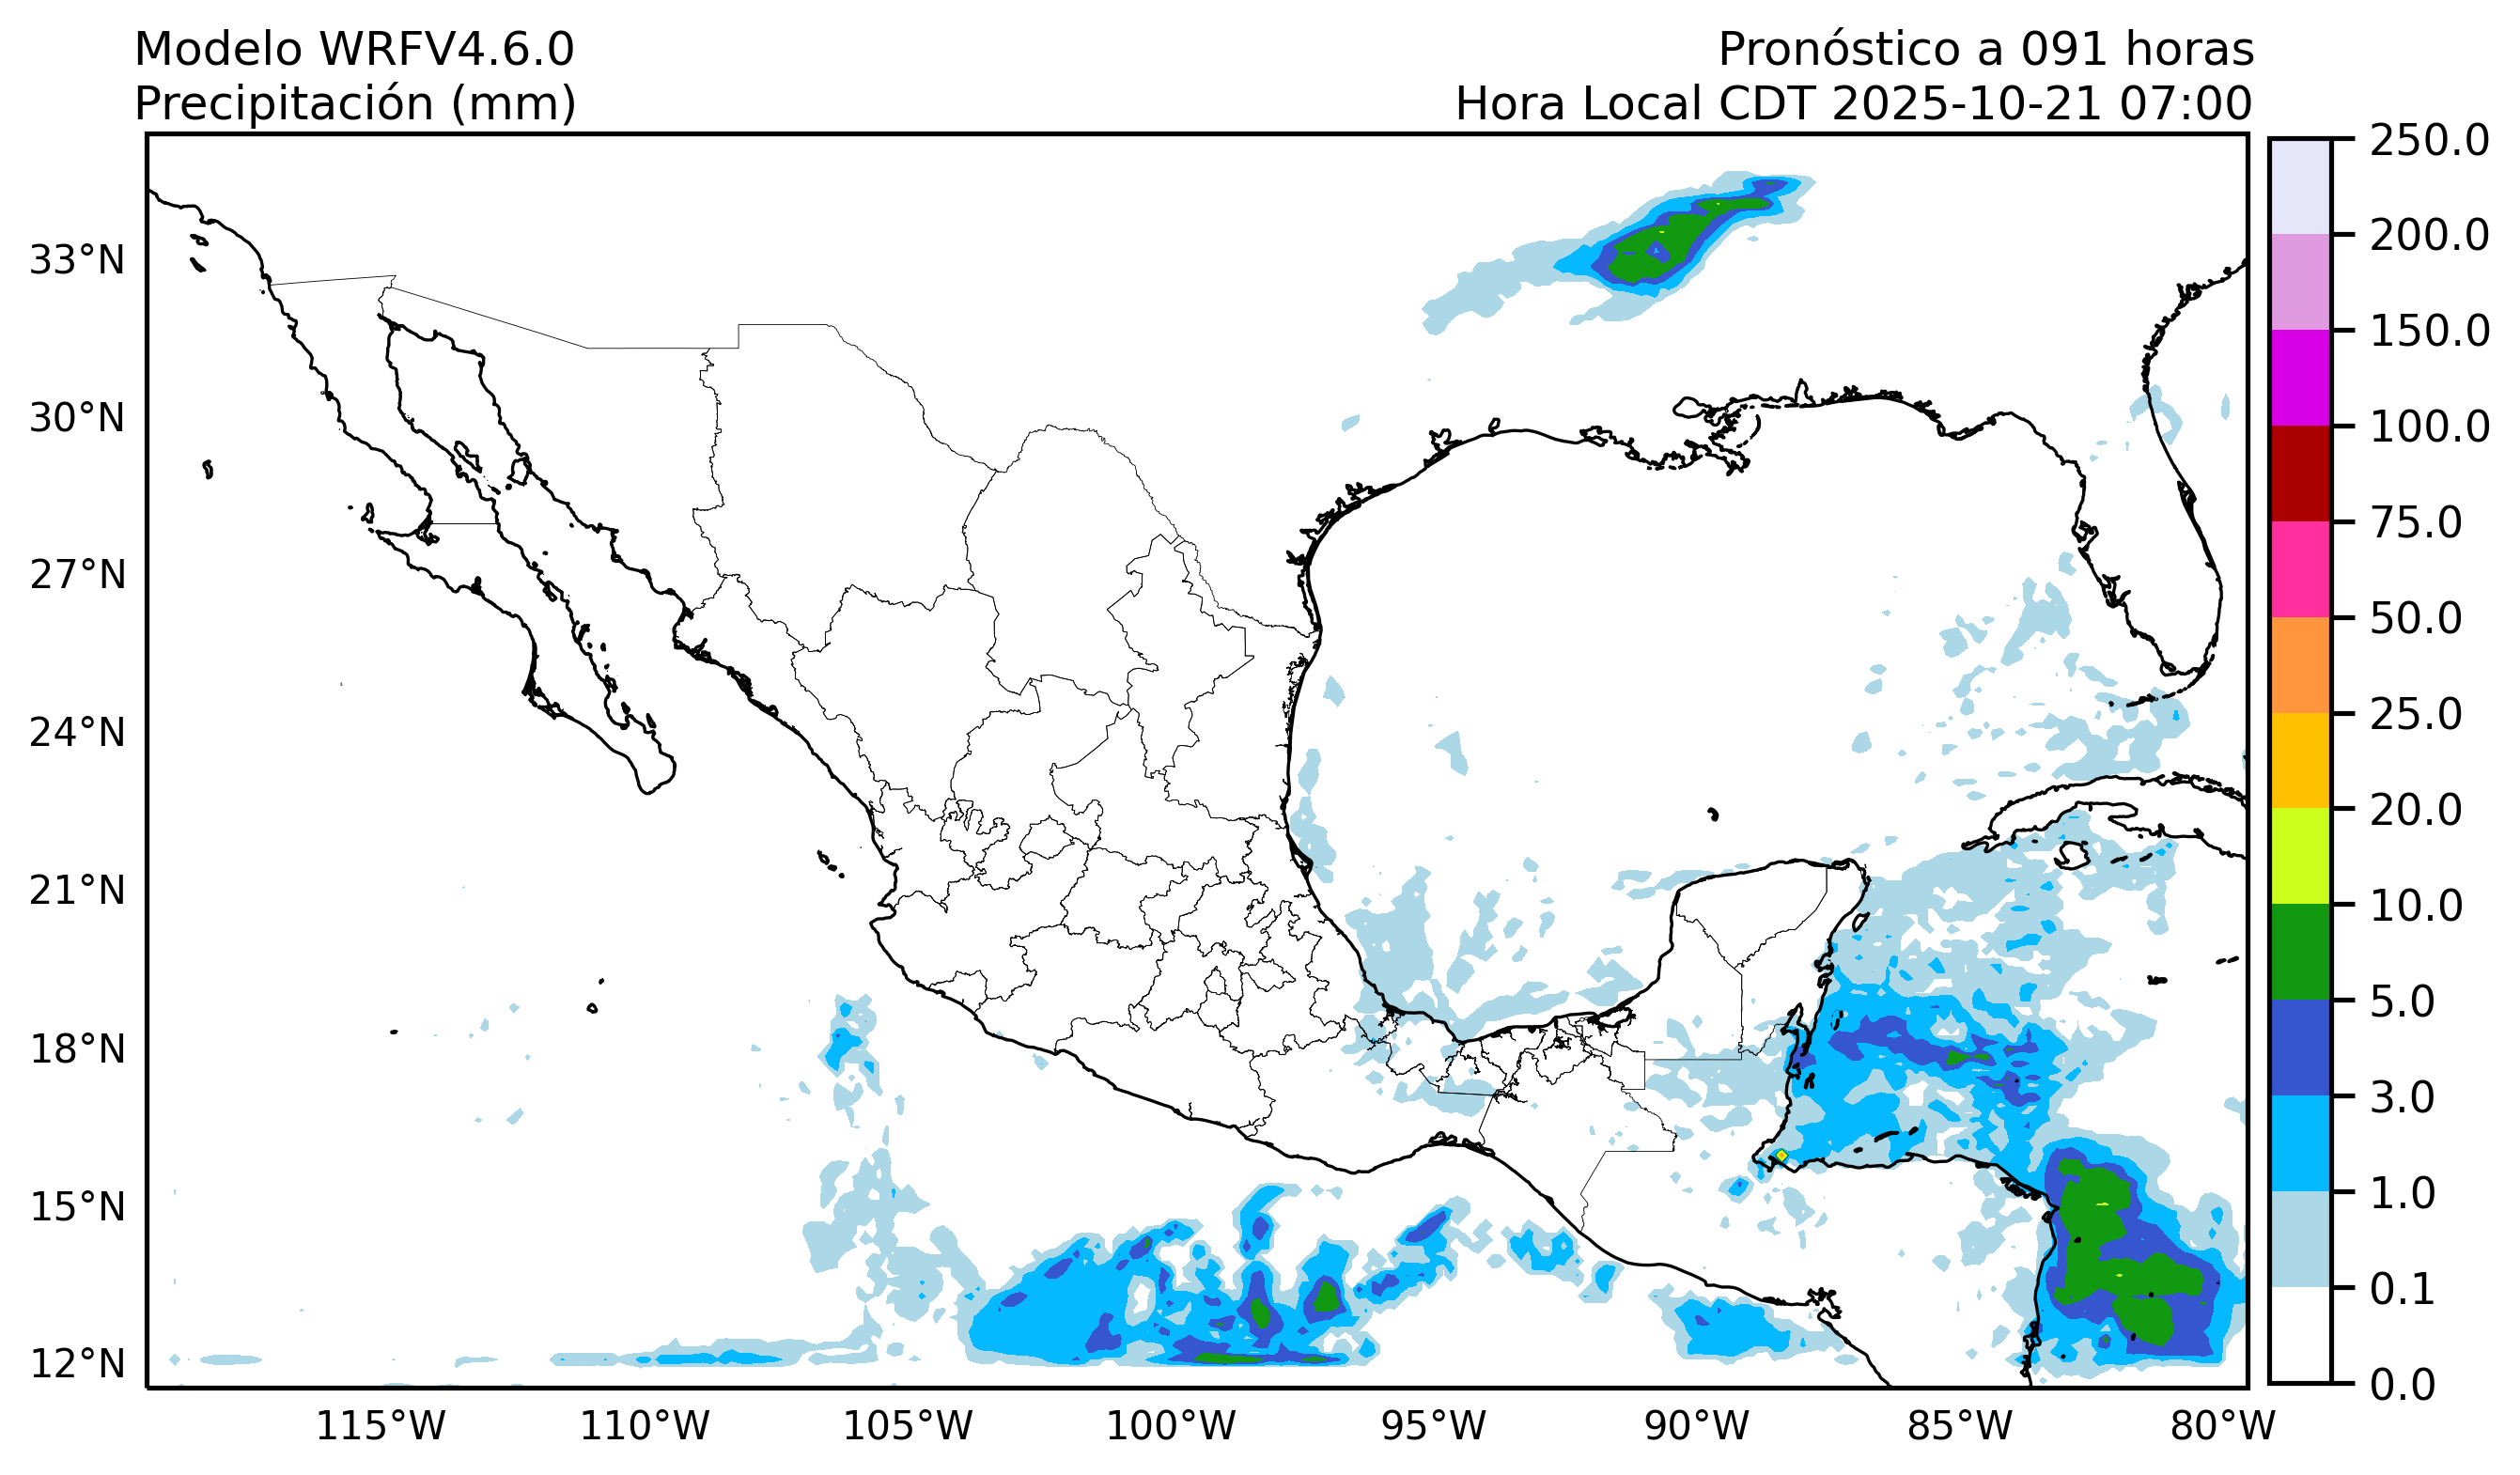 Modelo WRFV4.6.0
Precipitación (mm)
Pronóstico a 091 horas
Hora Local CDT 2025-10-21 07:00
33°N
30°N
27°N
24°N
21°N
18°N
15°N
12°N
115°W
110°W
105°W
100°W
95°W
90°W
85°W
80°W
250.0
200.0
150.0
100.0
75.0
50.0
25.0
20.0
10.0
5.0
3.0
1.0
0.1
0.0